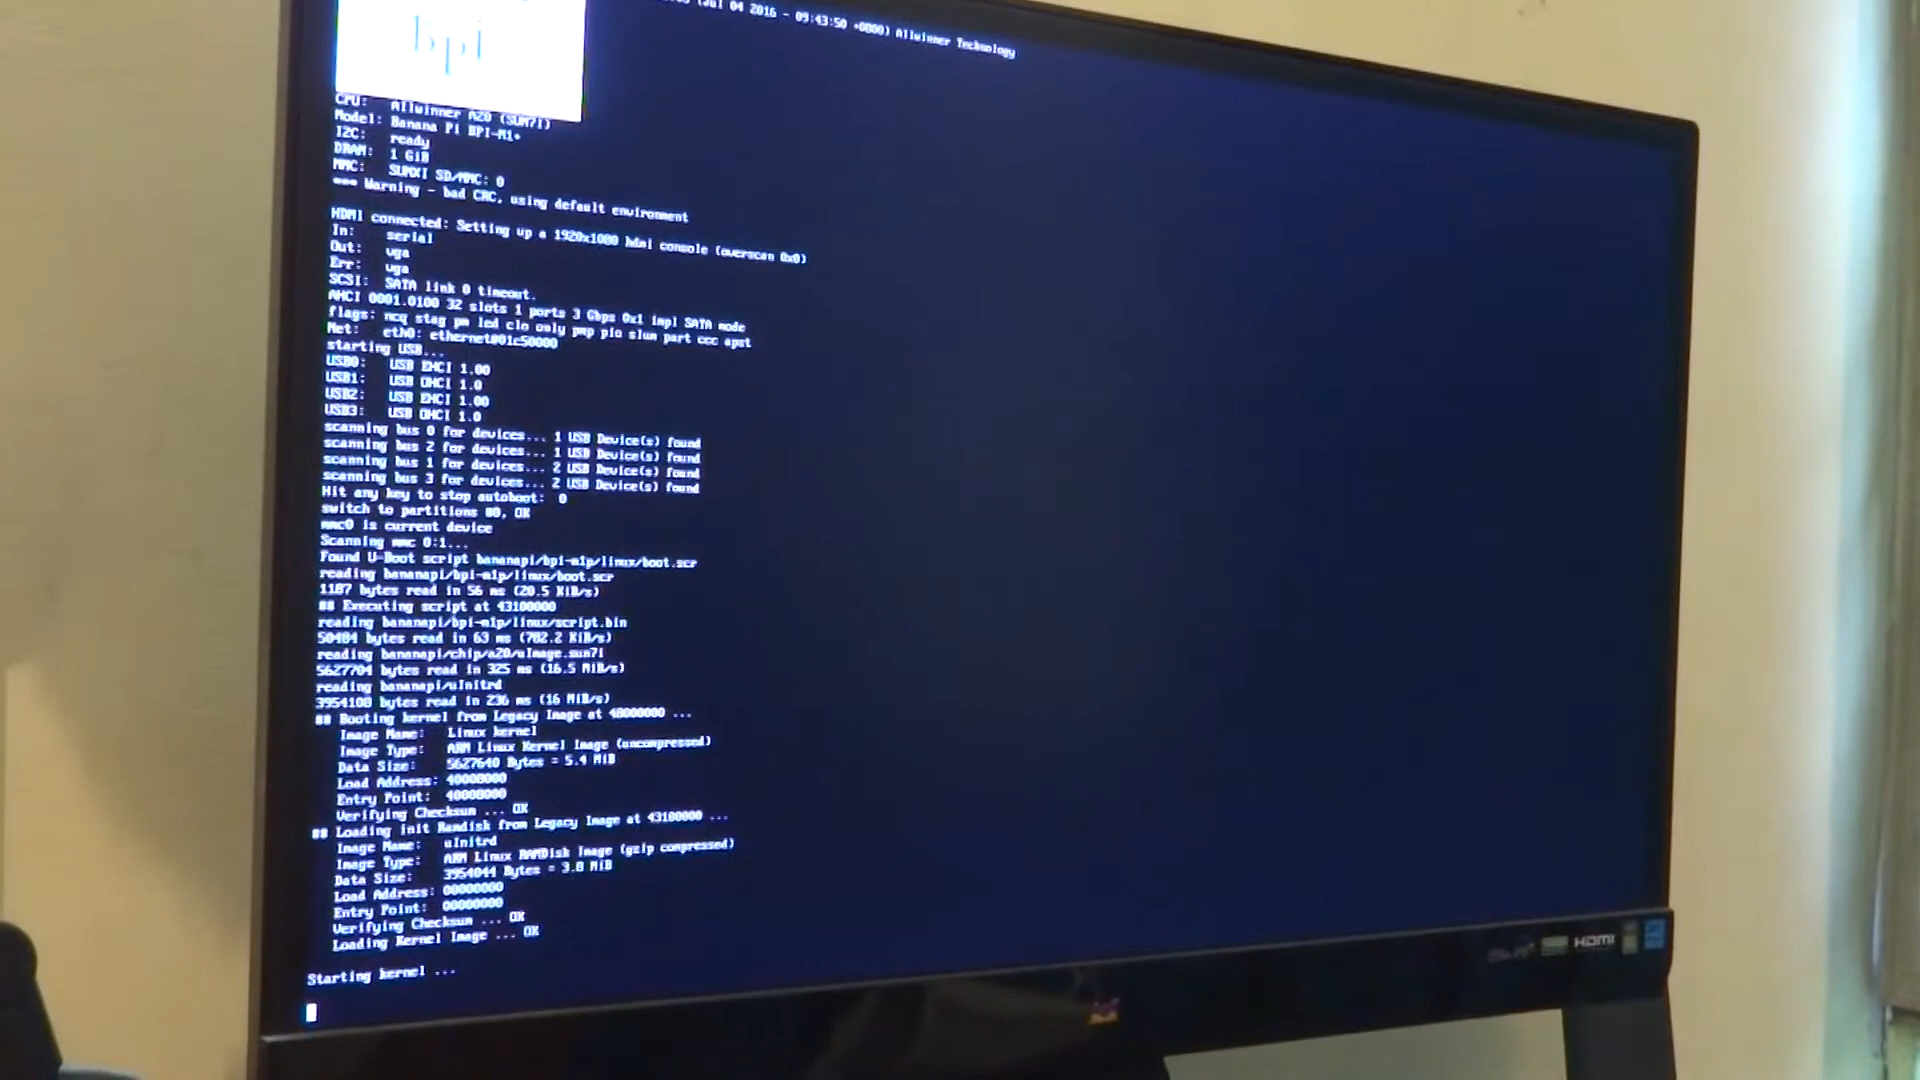 (Jul 04 2016 - 09:43:50 +0000) Allwinner Technology
bpi
CPU: Allwinner A20 (SUN7I)
Model: Banana Pi BPI-M1+
I2C: ready
DRAM: 1 GiB
MMC: SUNXI SD/MMC: 0
*** Warning - bad CRC, using default environment
HDMI connected: Setting up a 1920x1080 hdmi console (overscan 0x0)
In: serial
Out: vga
Err: vga
SCSI: SATA link 0 timeout.
AHCI 0001.0100 32 slots 1 ports 3 Gbps 0x1 impl SATA mode
flags: ncq stag pm led clo only pmp pio slum part ccc apst
Net: eth0: ethernet@01c50000
starting USB...
USB0: USB EHCI 1.00
USB1: USB OHCI 1.0
USB2: USB EHCI 1.00
USB3: USB OHCI 1.0
scanning bus 0 for devices... 1 USB Device(s) found
scanning bus 2 for devices... 1 USB Device(s) found
scanning bus 1 for devices... 2 USB Device(s) found
scanning bus 3 for devices... 2 USB Device(s) found
Hit any key to stop autoboot: 0
switch to partitions #0, OK
mmc0 is current device
Scanning mmc 0:1...
Found U-Boot script bananapi/bpi-m1p/linux/boot.scr
reading bananapi/bpi-m1p/linux/boot.scr
1187 bytes read in 56 ms (20.5 KiB/s)
## Executing script at 43100000
reading bananapi/bpi-m1p/linux/script.bin
50484 bytes read in 63 ms (782.2 KiB/s)
reading bananapi/chip/a20/uImage.sun7i
5627704 bytes read in 325 ms (16.5 MiB/s)
reading bananapi/uInitrd
3954108 bytes read in 236 ms (16 MiB/s)
## Booting kernel from Legacy Image at 48000000 ...
Image Name: Linux kernel
Image Type: ARM Linux Kernel Image (uncompressed)
Data Size: 5627640 Bytes = 5.4 MiB
Load Address: 40008000
Entry Point: 40008000
Verifying Checksum ... OK
## Loading init Ramdisk from Legacy Image at 43100000 ...
Image Name: uInitrd
Image Type: ARM Linux RAMDisk Image (gzip compressed)
Data Size: 3954044 Bytes = 3.8 MiB
Load Address: 00000000
Entry Point: 00000000
Verifying Checksum ... OK
Loading Kernel Image ... OK
Starting kernel ...
HDMI